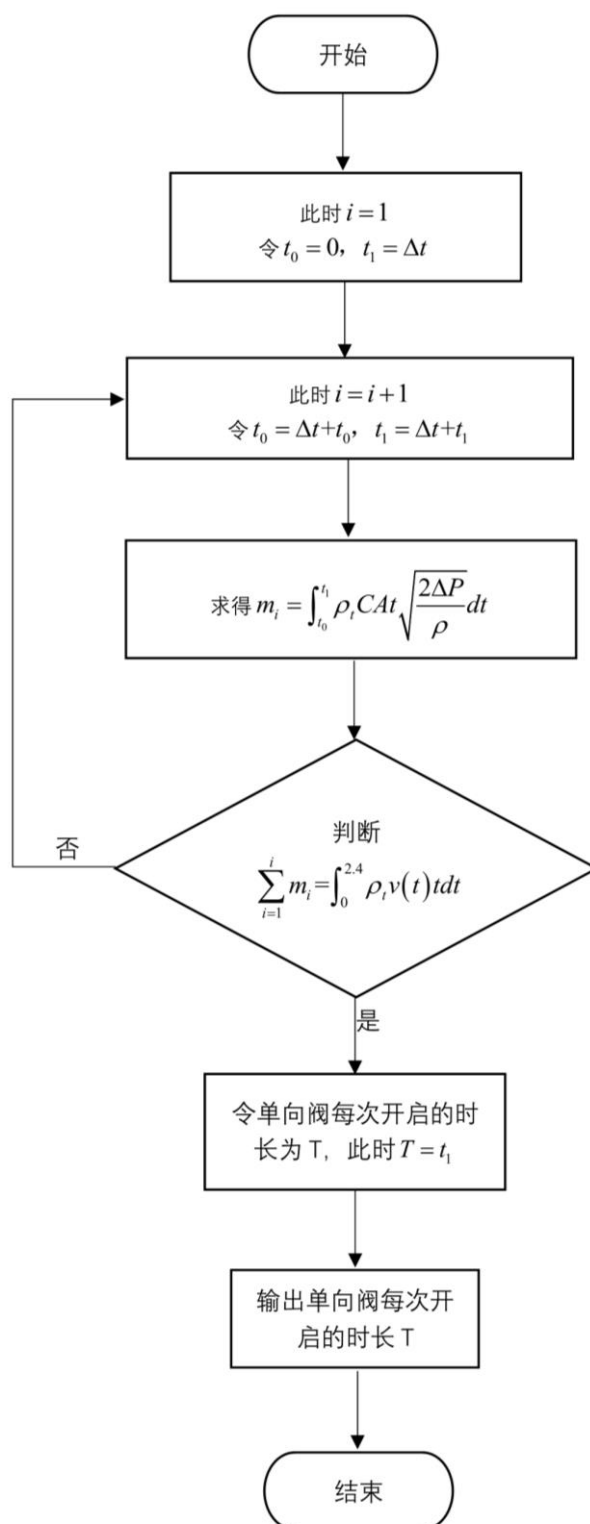 开始
此时 i = 1
令 t₀ = 0，t₁ = Δt
此时 i = i + 1
令 t₀ = Δt+t₀，t₁ = Δt+t₁
求得 mᵢ = ∫_{t₀}^{t₁} ρₜCAt√(2ΔP/ρ)dt
否
判断
∑_{i=1}^{i} mᵢ=∫_0^{2.4} ρₜv(t)tdt
是
令单向阀每次开启的时
长为 T，此时 T = t₁
输出单向阀每次开
启的时长 T
结束